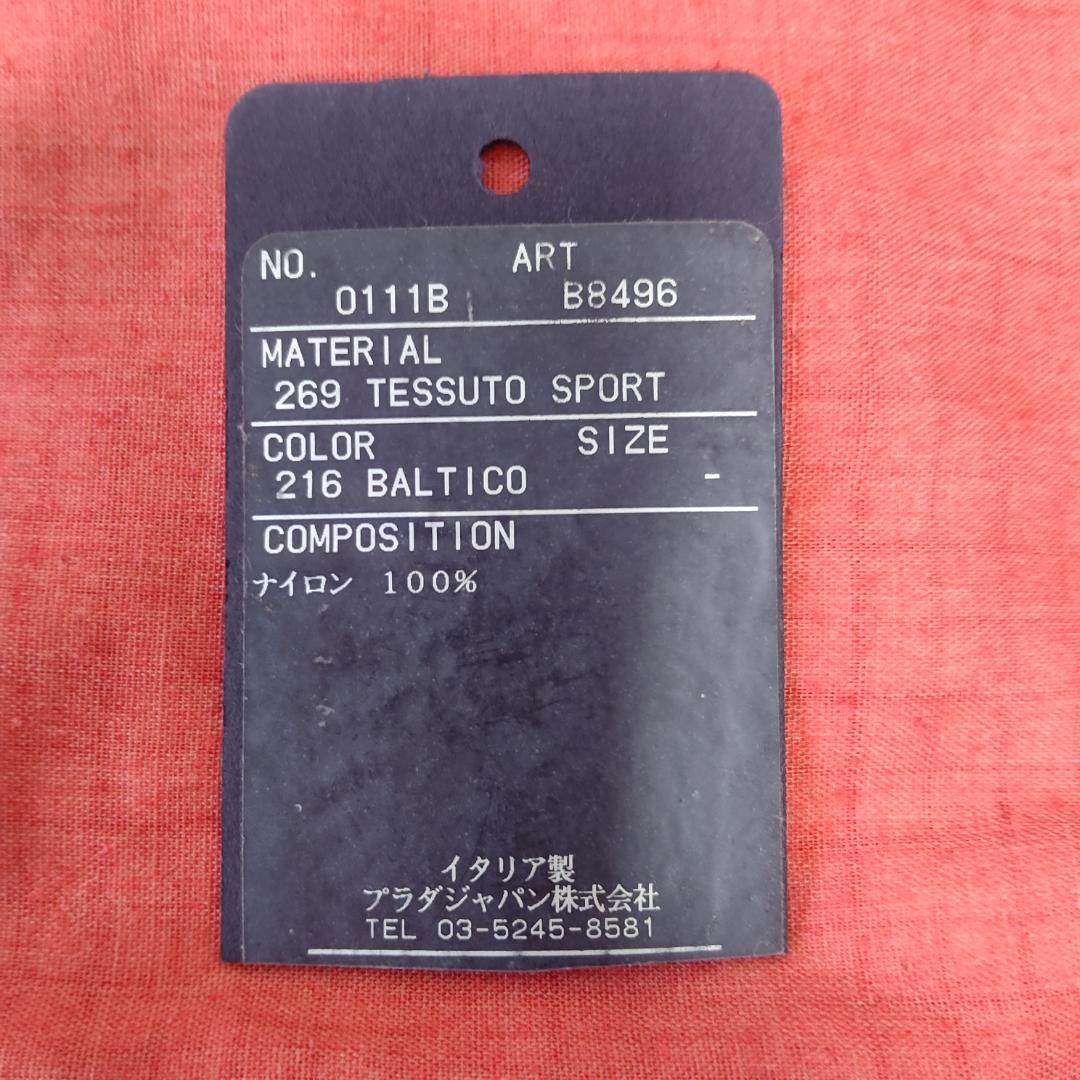 NO. ART
0111B B8496
MATERIAL
269 TESSUTO SPORT
COLOR SIZE
216 BALTICO -
COMPOSITION
ナイロン 100%
イタリア製
プラダジャパン株式会社
TEL 03-5245-8581